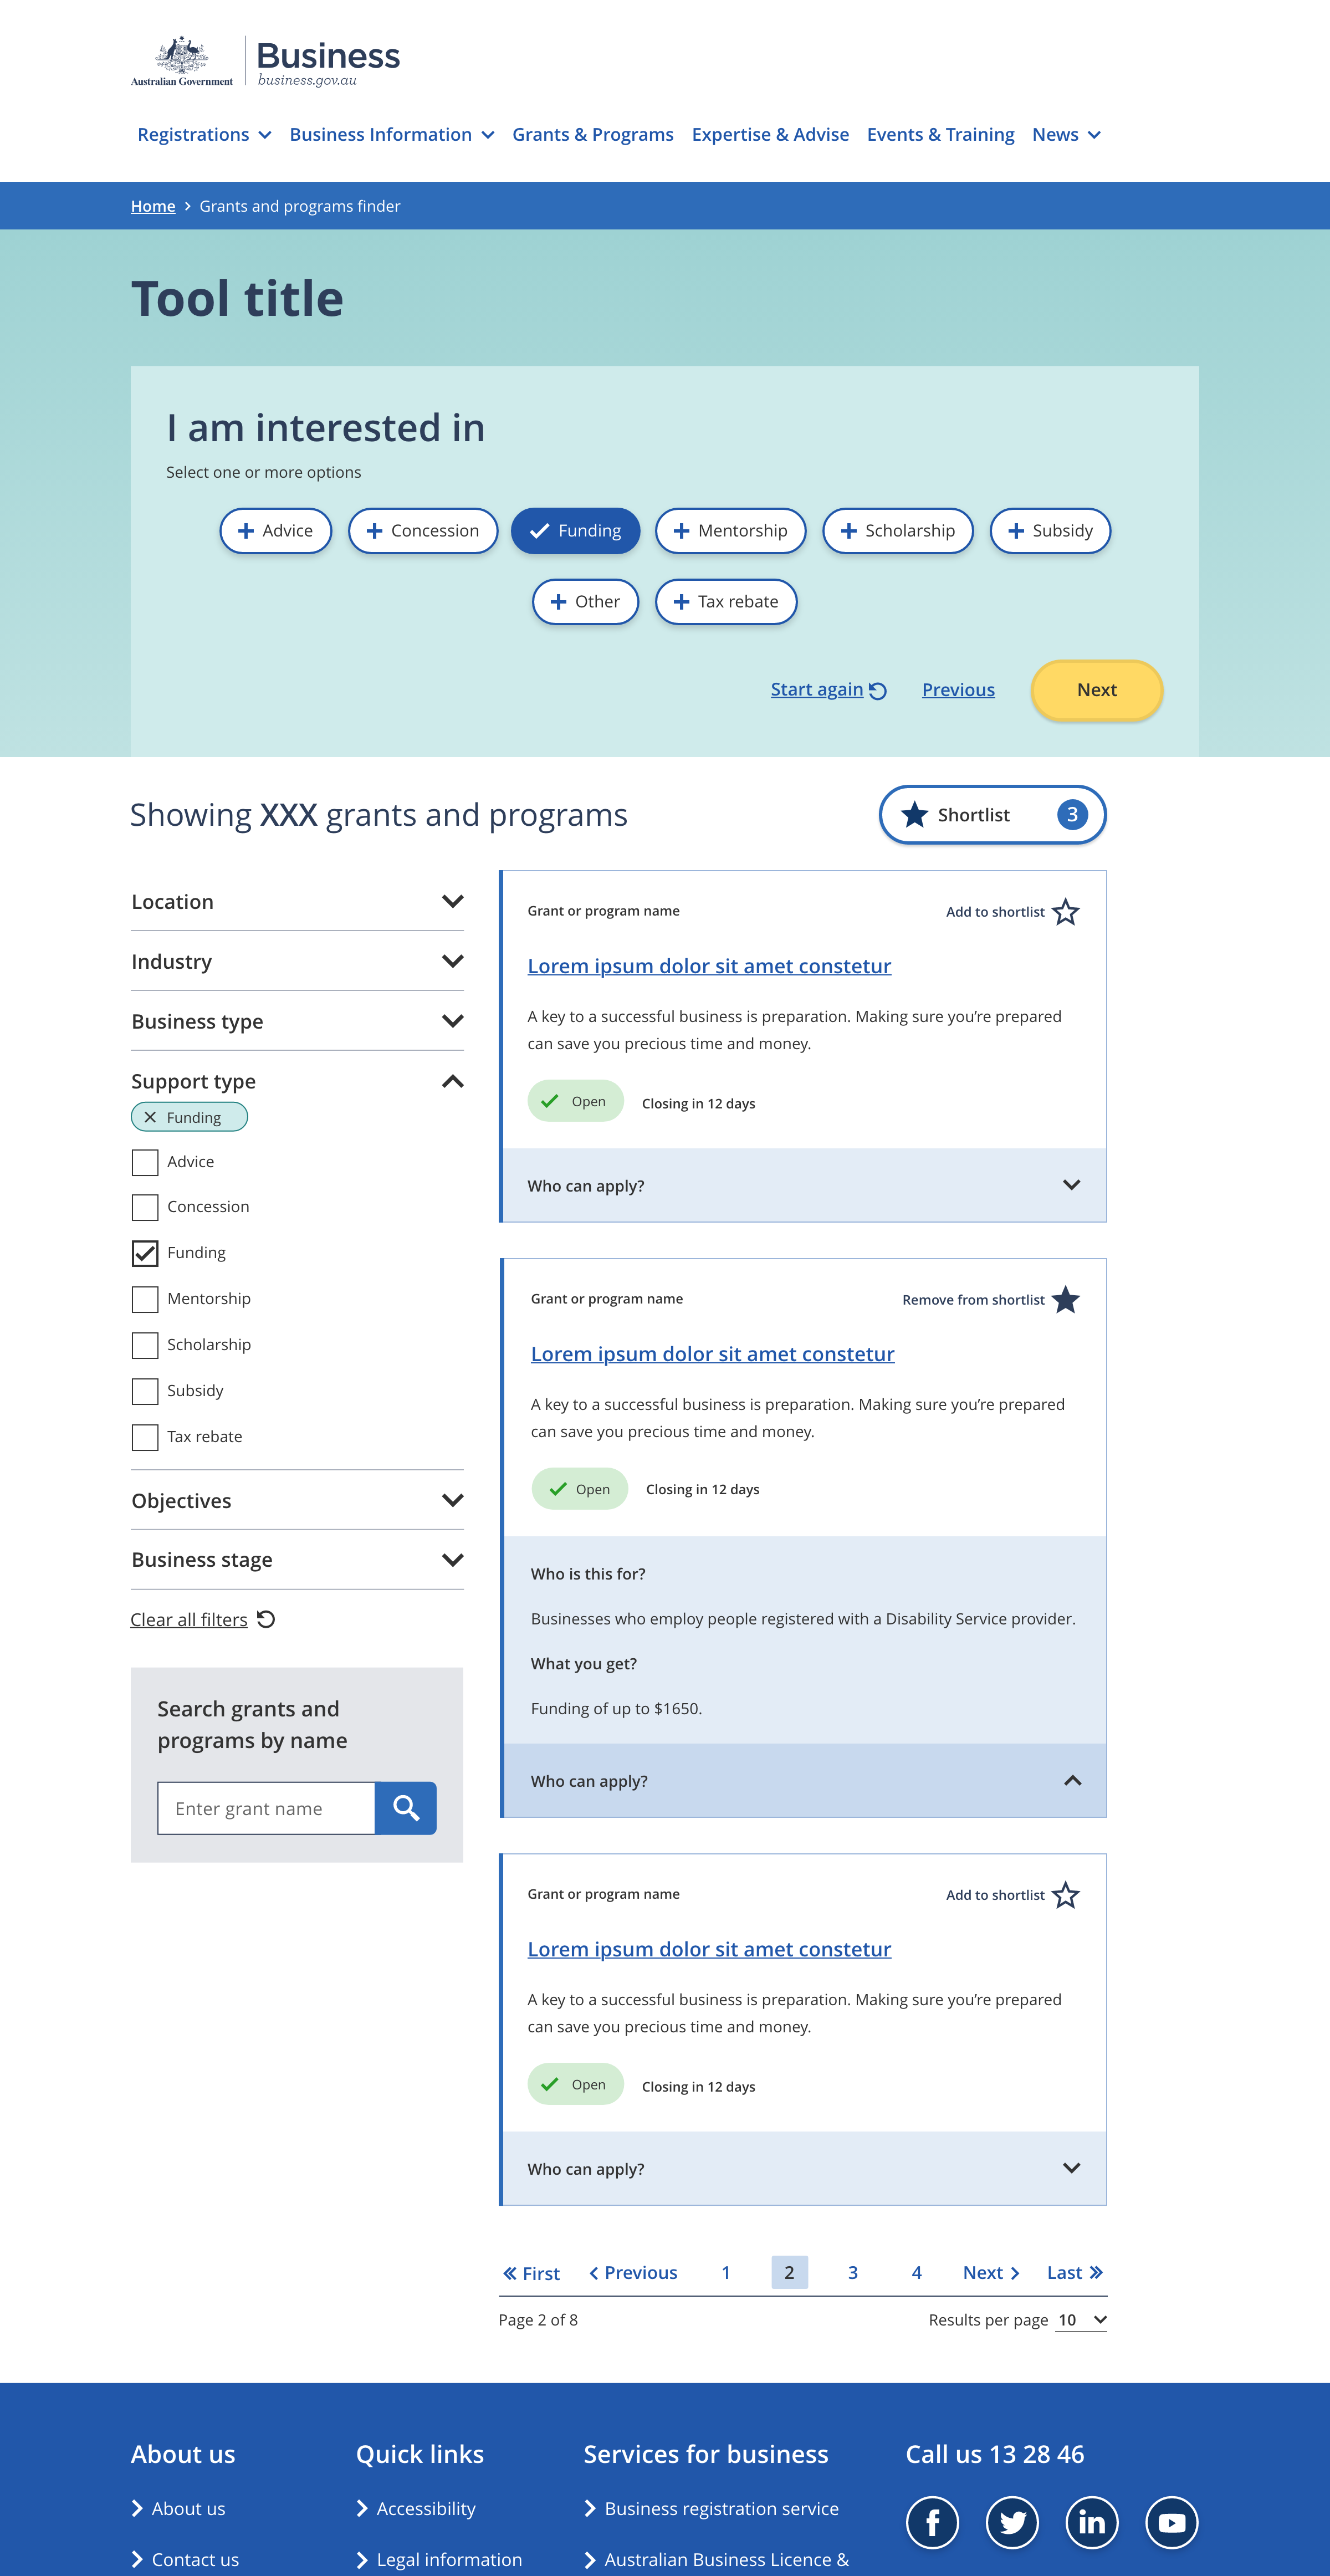 Australian Government
Business
business.gov.au
Registrations Business Information Grants & Programs Expertise & Advise Events & Training News
Home Grants and programs finder
Tool title
I am interested in
Select one or more options
Advice Concession Funding Mentorship Scholarship Subsidy
Other Tax rebate
Start again Previous Next
Showing XXX grants and programs
Shortlist 3
Location
Industry
Business type
Support type
Funding
Advice
Concession
Funding
Mentorship
Scholarship
Subsidy
Tax rebate
Objectives
Business stage
Clear all filters
Search grants and
programs by name
Enter grant name
Grant or program name Add to shortlist
Lorem ipsum dolor sit amet constetur
A key to a successful business is preparation. Making sure you’re prepared
can save you precious time and money.
Open Closing in 12 days
Who can apply?
Grant or program name Remove from shortlist
Lorem ipsum dolor sit amet constetur
A key to a successful business is preparation. Making sure you’re prepared
can save you precious time and money.
Open Closing in 12 days
Who is this for?
Businesses who employ people registered with a Disability Service provider.
What you get?
Funding of up to $1650.
Who can apply?
Grant or program name Add to shortlist
Lorem ipsum dolor sit amet constetur
A key to a successful business is preparation. Making sure you’re prepared
can save you precious time and money.
Open Closing in 12 days
Who can apply?
First Previous 1 2 3 4 Next Last
Page 2 of 8 Results per page 10
About us
About us
Contact us
Quick links
Accessibility
Legal information
Services for business
Business registration service
Australian Business Licence &
Call us 13 28 46